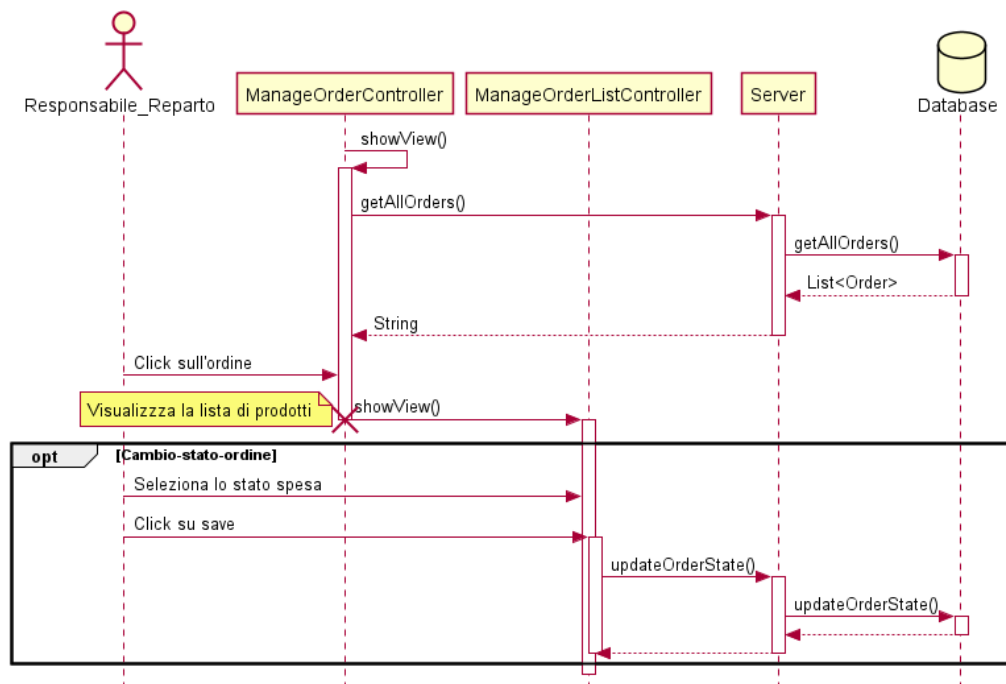 Responsabile_Reparto
ManageOrderController
ManageOrderListController
Server
Database
showView()
getAllOrders()
getAllOrders()
List<Order>
String
Click sull'ordine
Visualizzza la lista di prodotti
showView()
opt
[Cambio-stato-ordine]
Seleziona lo stato spesa
Click su save
updateOrderState()
updateOrderState()